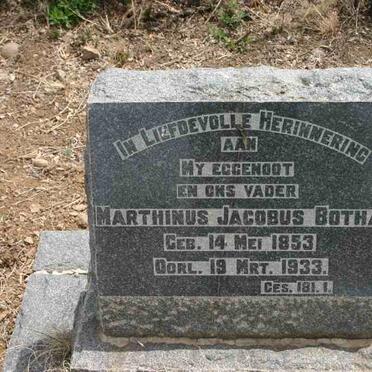 In Liefdevolle Herinnering
aan
My eggenoot
en ons vader
Marthinus Jacobus Botha
Geb. 14 Mei 1853
Oorl. 19 Mrt. 1933.
Ges. 181.1.